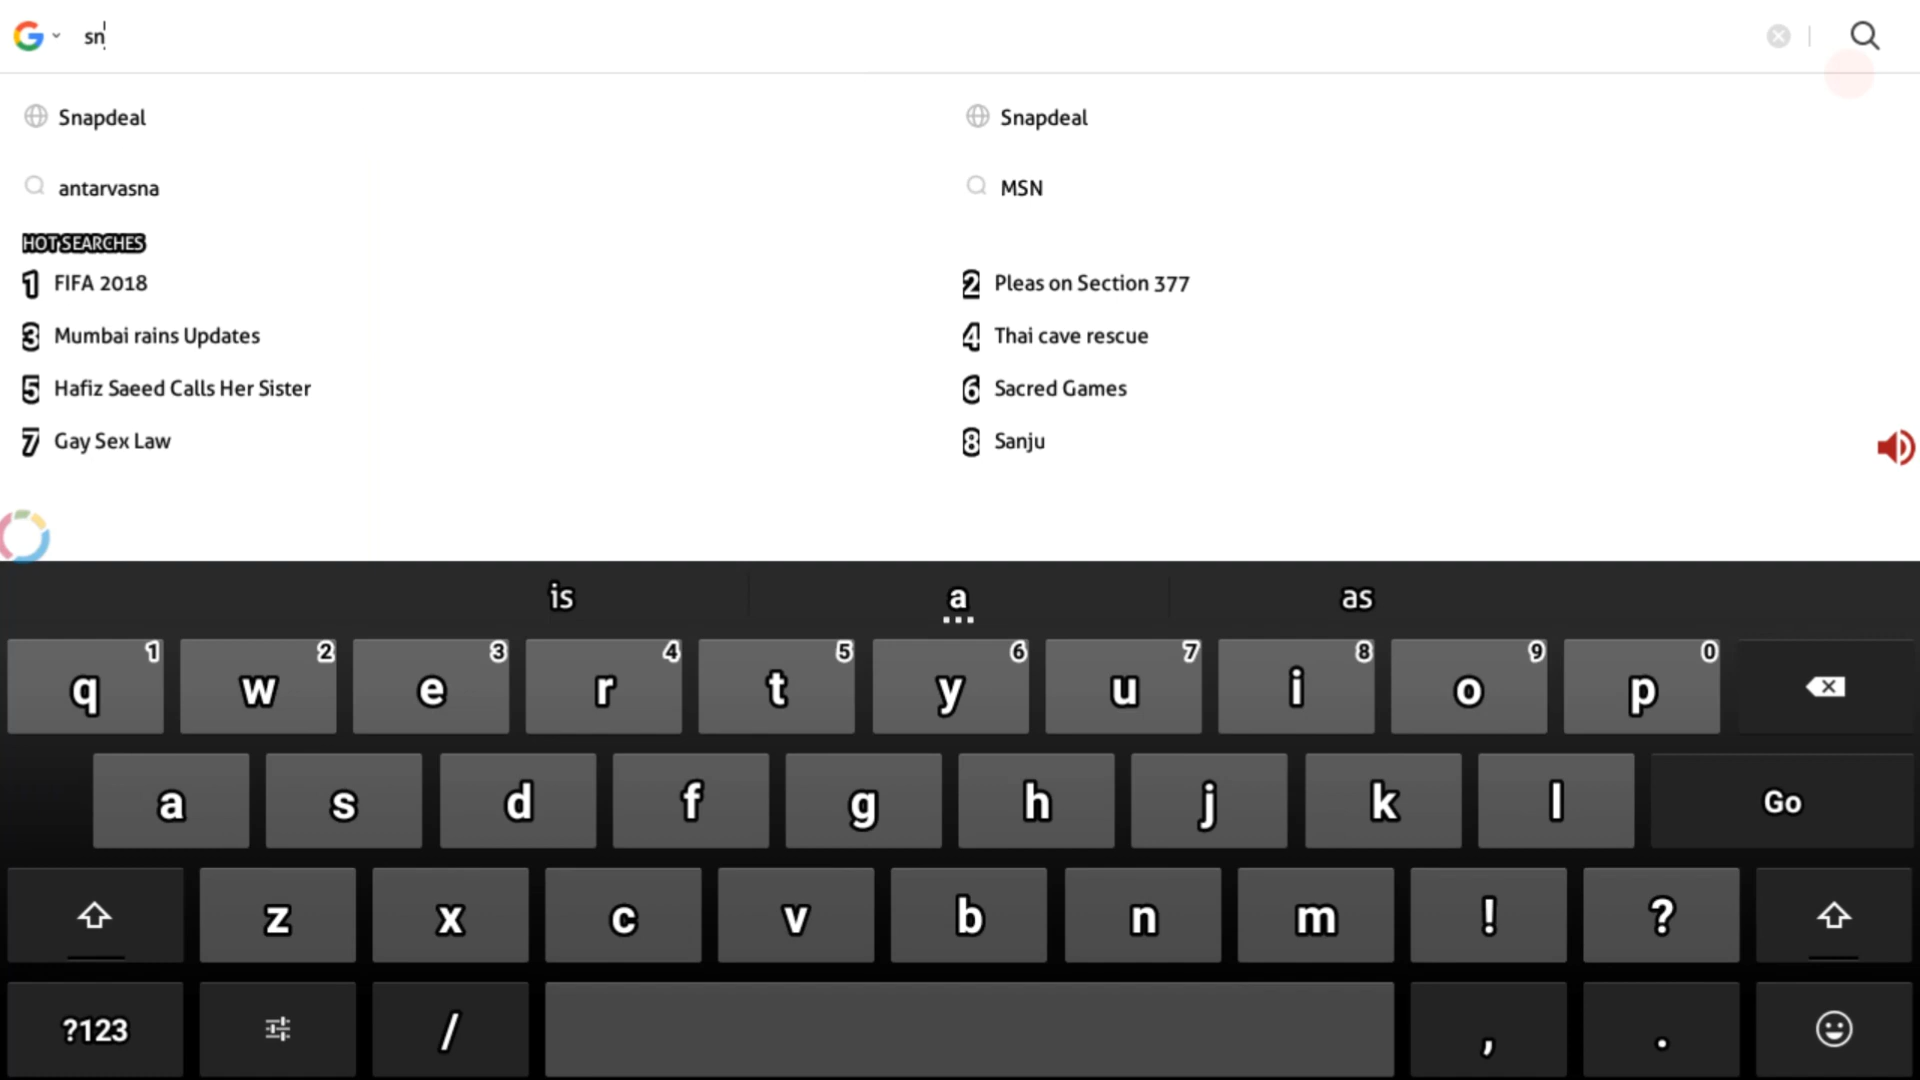 sn
Snapdeal Snapdeal
antarvasna MSN
HOT SEARCHES
1 FIFA 2018 2 Pleas on Section 377
3 Mumbai rains Updates 4 Thai cave rescue
5 Hafiz Saeed Calls Her Sister 6 Sacred Games
7 Gay Sex Law 8 Sanju
is a as
1 2 3 4 5 6 7 8 9 0
q w e r t y u i o p
a s d f g h j k l Go
z x c v b n m ! ?
?123 / , .